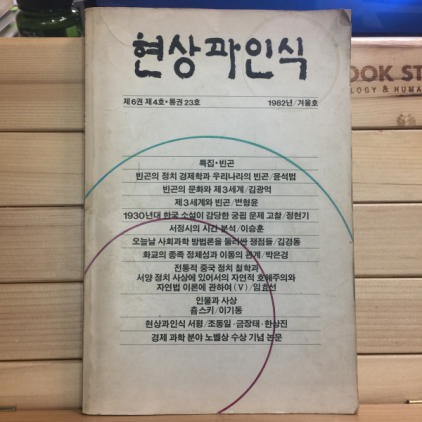 현상과인식
제6권 제4호·통권 23호
1982년/겨울호
OOK ST
OLOGY & HUMA
특집·빈곤
빈곤의 정치 경제학과 우리나라의 빈곤/윤석범
빈곤의 문화와 제3세계/김광억
제3세계와 빈곤/변형윤
1930년대 한국 소설이 감당한 궁핍 문제 고찰/정현기
서정시의 시간 분석/이승훈
오늘날 사회과학 방법론을 둘러싼 쟁점들/김경동
화교의 종족 정체성과 이동의 관계/박은경
전통적 중국 정치 철학과
서양 정치 사상에 있어서의 자연적 호혜주의와
자연법 이론에 관하여(Ⅴ)/임효선
인물과 사상
촘스키/이기동
현상과인식 서평/조동일·금장태·한상진
경제 과학 분야 노벨상 수상 기념 논문